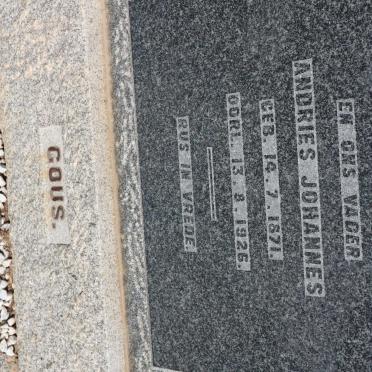 EN ONS VADER
ANDRIES JOHANNES
GEB. 14. 7. 1871.
OORL. 13. 8. 1926.
RUS IN VREDE
GOUS.